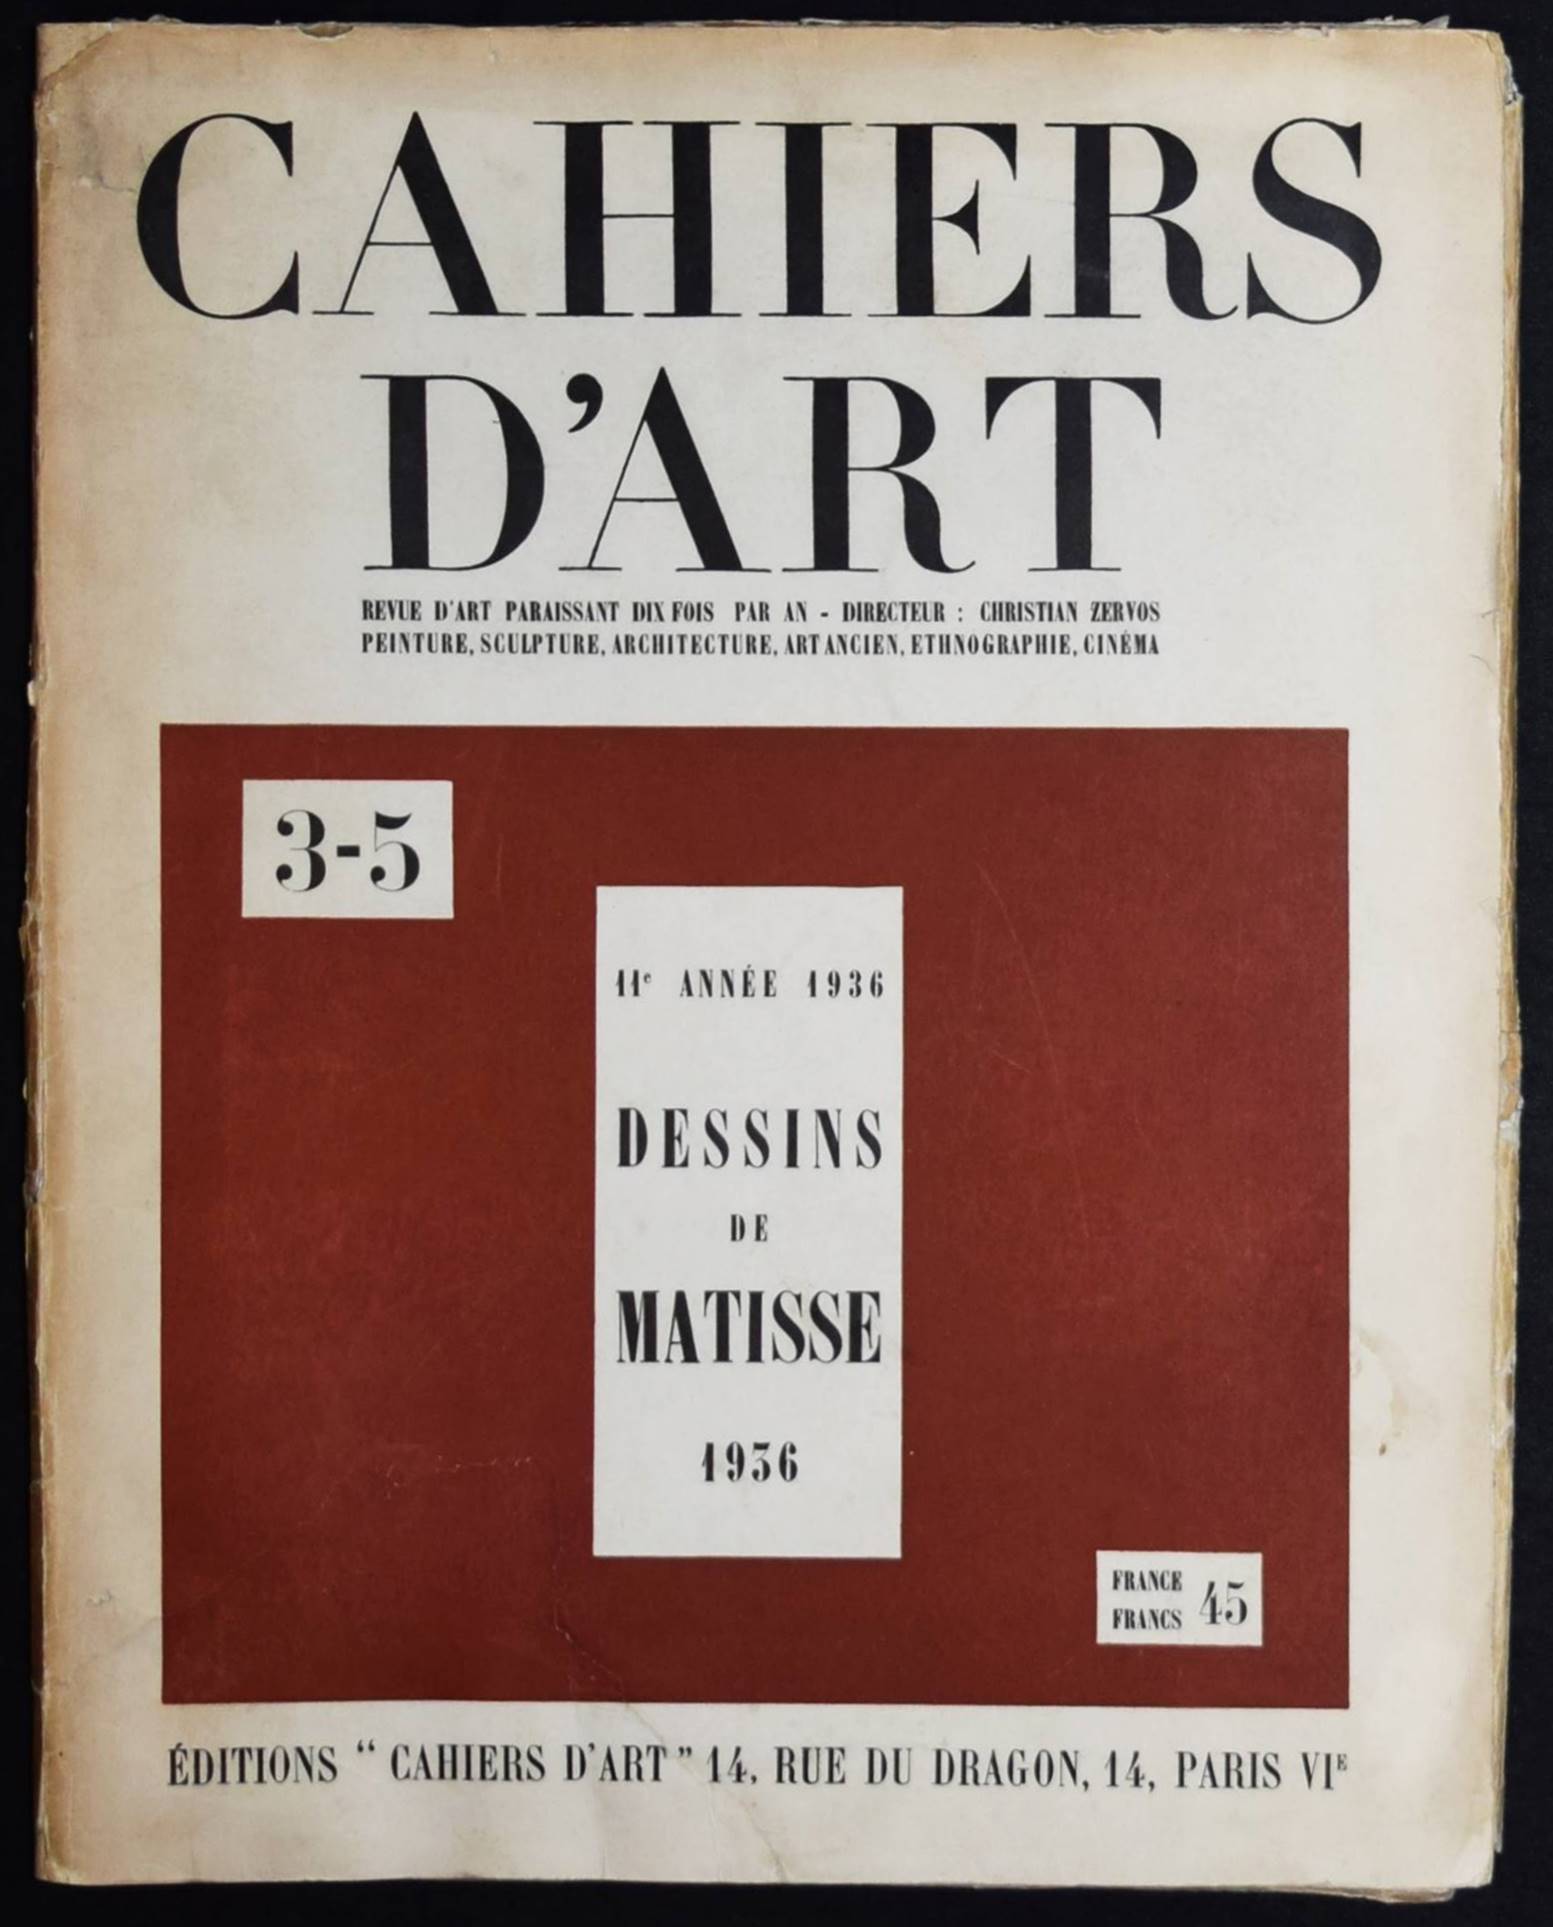 CAHIERS
D'ART
REVUE D'ART PARAISSANT DIX FOIS PAR AN - DIRECTEUR : CHRISTIAN ZERVOS
PEINTURE, SCULPTURE, ARCHITECTURE, ART ANCIEN, ETHNOGRAPHIE, CINÉMA
3-5
11e ANNÉE 1936
DESSINS
DE
MATISSE
1936
FRANCE
FRANCS 45
ÉDITIONS “ CAHIERS D'ART ” 14, RUE DU DRAGON, 14, PARIS VIE